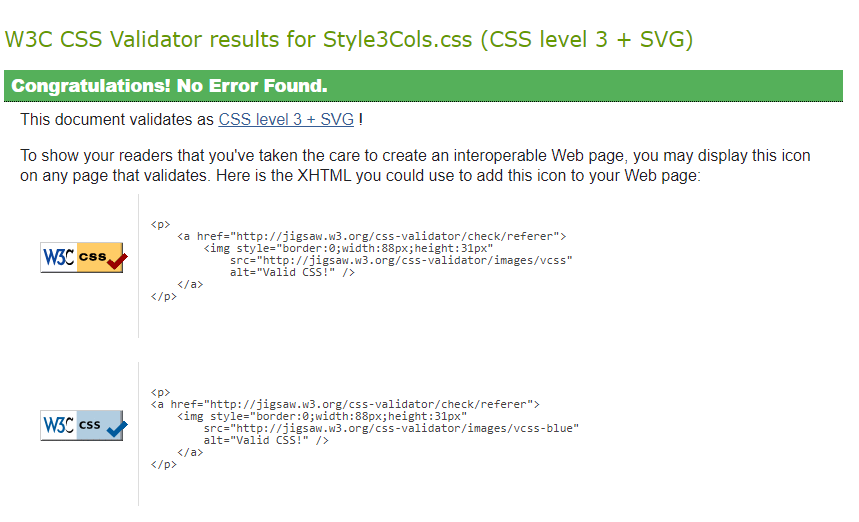 W3C CSS Validator results for Style3Cols.css (CSS level 3 + SVG)
Congratulations! No Error Found.
This document validates as CSS level 3 + SVG !
To show your readers that you've taken the care to create an interoperable Web page, you may display this icon
on any page that validates. Here is the XHTML you could use to add this icon to your Web page:
W3C css
<p>
    <a href="http://jigsaw.w3.org/css-validator/check/referer">
        <img style="border:0;width:88px;height:31px"
            src="http://jigsaw.w3.org/css-validator/images/vcss"
            alt="Valid CSS!" />
    </a>
</p>
W3C css
<p>
<a href="http://jigsaw.w3.org/css-validator/check/referer">
    <img style="border:0;width:88px;height:31px"
        src="http://jigsaw.w3.org/css-validator/images/vcss-blue"
        alt="Valid CSS!" />
    </a>
</p>